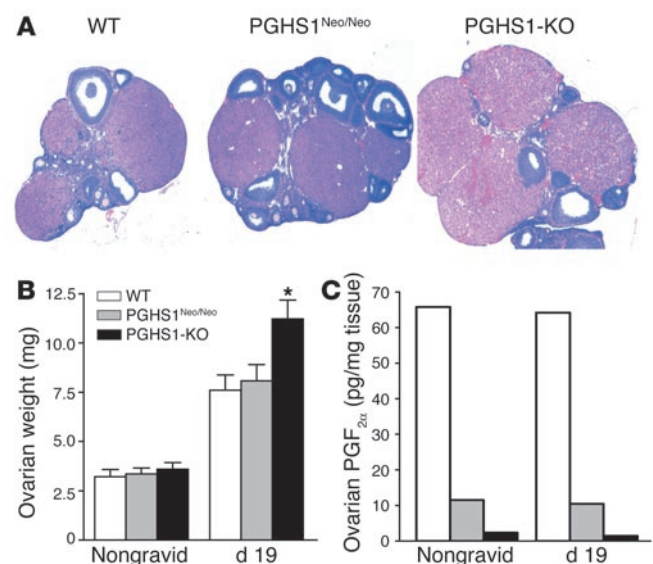 A
WT
PGHS1Neo/Neo
PGHS1-KO
B
Ovarian weight (mg)
12.5
10.0
7.5
5.0
2.5
0
WT
PGHS1Neo/Neo
PGHS1-KO
*
Nongravid
d 19
C
Ovarian PGF2α (pg/mg tissue)
70
60
50
40
30
20
10
0
Nongravid
d 19